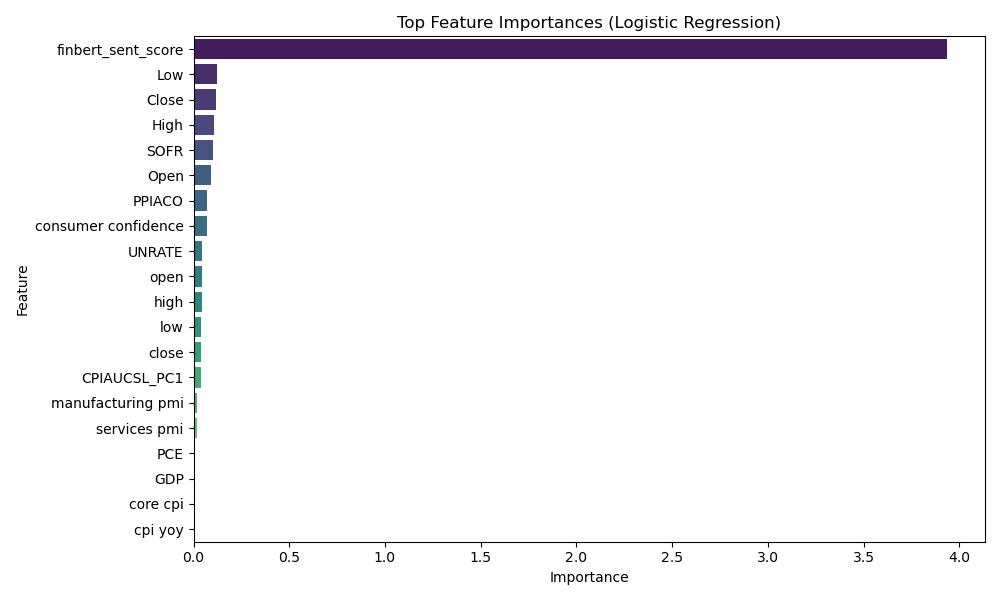 Top Feature Importances (Logistic Regression)
Feature
finbert_sent_score
Low
Close
High
SOFR
Open
PPIACO
consumer confidence
UNRATE
open
high
low
close
CPIAUCSL_PC1
manufacturing pmi
services pmi
PCE
GDP
core cpi
cpi yoy
0.0 0.5 1.0 1.5 2.0 2.5 3.0 3.5 4.0
Importance